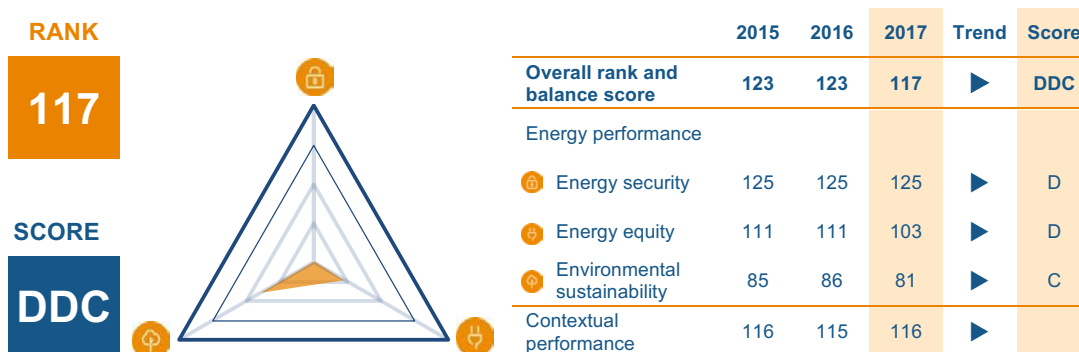 RANK
117
SCORE
DDC
2015 2016 2017 Trend Score
Overall rank and
balance score 123 123 117 DDC
Energy performance
Energy security 125 125 125 D
Energy equity 111 111 103 D
Environmental
sustainability 85 86 81 C
Contextual
performance 116 115 116